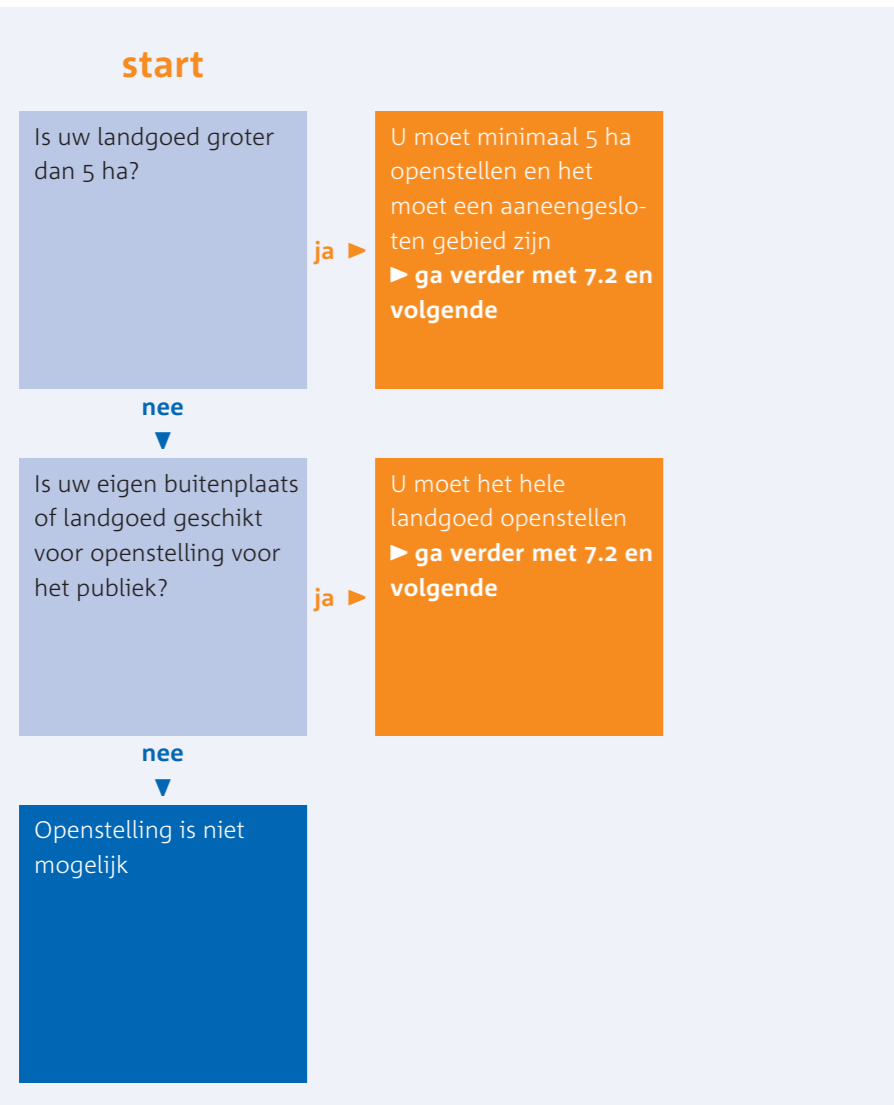 start
Is uw landgoed groter
dan 5 ha?
ja ►
U moet minimaal 5 ha
openstellen en het
moet een aaneengeslo-
ten gebied zijn
► ga verder met 7.2 en
volgende
nee
▼
Is uw eigen buitenplaats
of landgoed geschikt
voor openstelling voor
het publiek?
ja ►
U moet het hele
landgoed openstellen
► ga verder met 7.2 en
volgende
nee
▼
Openstelling is niet
mogelijk